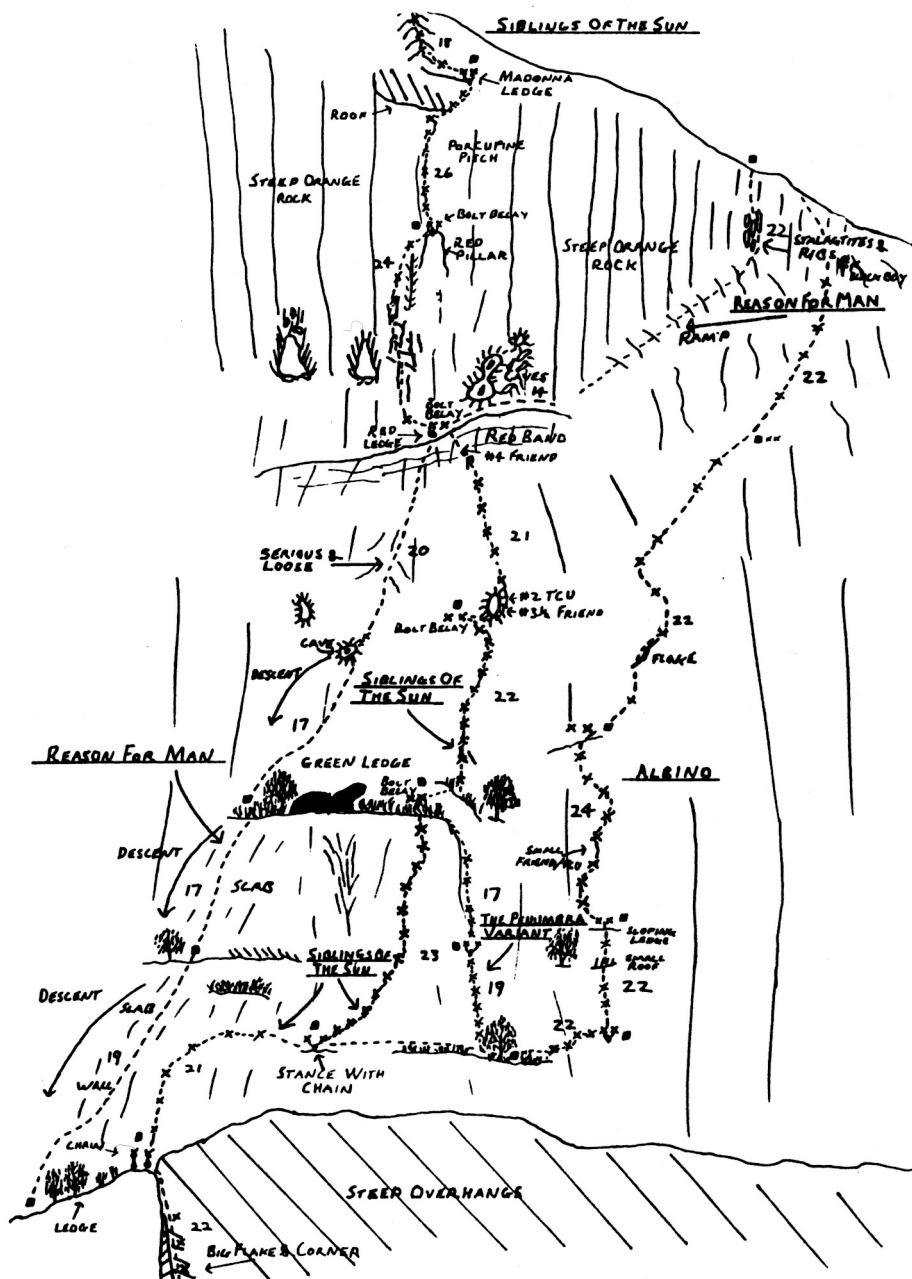 SIBLINGS OF THE SUN
18
MADONNA
LEDGE
ROOF
PORCUPINE
PITCH
STEEP ORANGE
ROCK
26
BOLT BELAY
RED
PILLAR
24
STEEP ORANGE
ROCK
22
STALAGTITES &
RIBS
REASON FOR MAN
RAMP
22
14
BOLT
BELAY
RED
LEDGE
RED BAND
#4 FRIEND
21
20
SERIOUS &
LOOSE
#2 TCU
#3½ FRIEND
BOLT BELAY
CAVE
DESCENT
22
FLAKE
SIBLINGS OF
THE SUN
22
17
REASON FOR MAN
GREEN LEDGE
BOLT
BELAY
ALBINO
24
DESCENT
SMALL
FRIEND
17
SLAB
17
THE PENUMBRA
VARIANT
SLOPING
LEDGE
SIBLINGS OF
THE SUN
23
SMALL
ROOF
22
19
DESCENT
SLAB
22
19
WALL
21
STANCE WITH
CHAIN
CHAIN
STEEP OVERHANGS
LEDGE
22
BIG FLAKE & CORNER